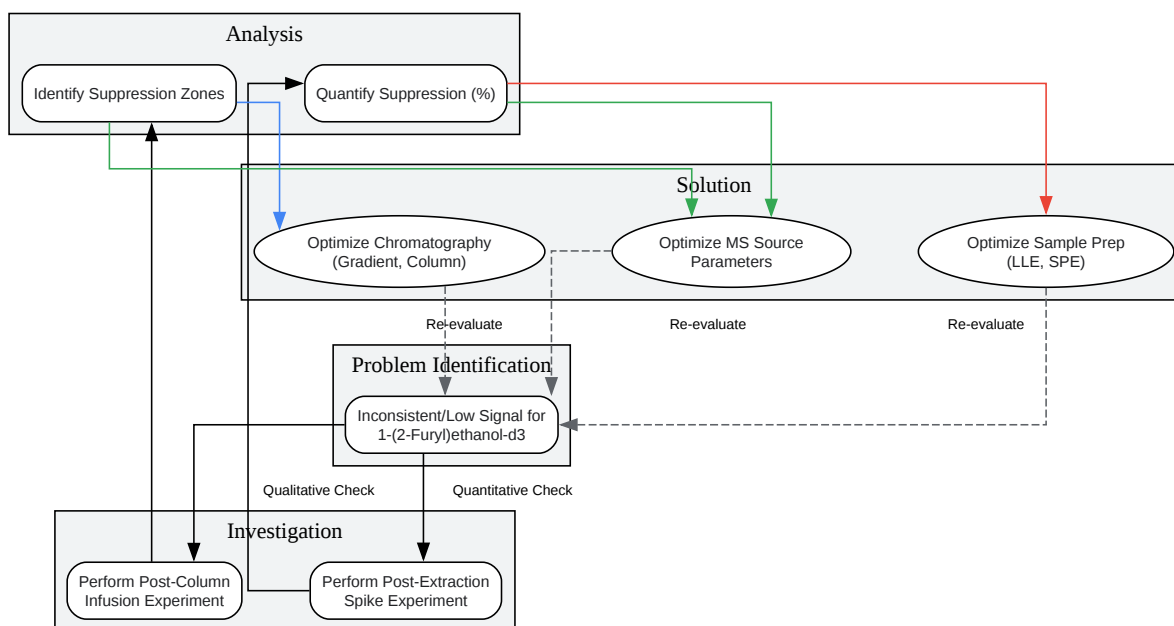 Analysis
Identify Suppression Zones
Quantify Suppression (%)
Solution
Optimize Chromatography
(Gradient, Column)
Optimize MS Source
Parameters
Optimize Sample Prep
(LLE, SPE)
Re-evaluate
Re-evaluate
Re-evaluate
Problem Identification
Inconsistent/Low Signal for
1-(2-Furyl)ethanol-d3
Qualitative Check
Quantitative Check
Investigation
Perform Post-Column
Infusion Experiment
Perform Post-Extraction
Spike Experiment